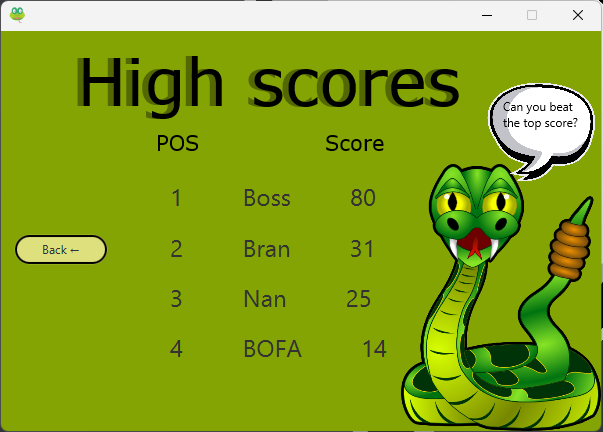 High scores
Can you beat
the top score?
POS Score
1 Boss 80
2 Bran 31
Back ←
3 Nan 25
4 BOFA 14